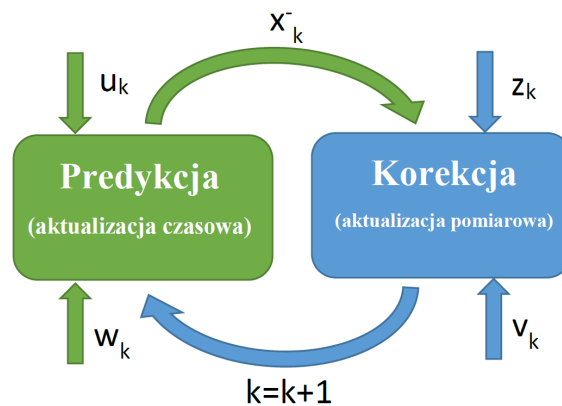 x⁻ₖ
uₖ
zₖ
Predykcja
(aktualizacja czasowa)
Korekcja
(aktualizacja pomiarowa)
wₖ
vₖ
k=k+1